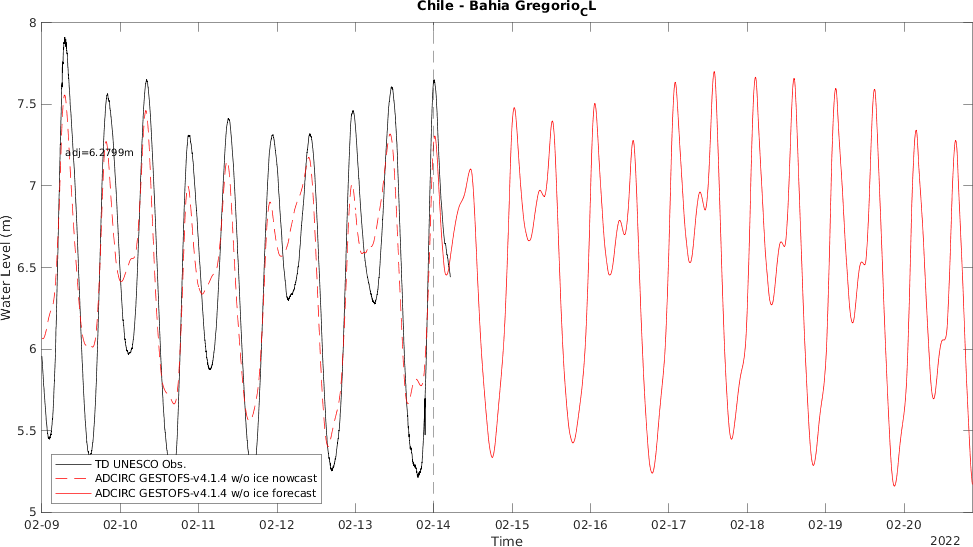 Chile - Bahia Gregorio_CL
8
7.5
adj=6.2799m
7
6.5
6
5.5
5
Water Level (m)
TD UNESCO Obs.
ADCIRC GESTOFS-v4.1.4 w/o ice nowcast
ADCIRC GESTOFS-v4.1.4 w/o ice forecast
02-09 02-10 02-11 02-12 02-13 02-14 02-15 02-16 02-17 02-18 02-19 02-20
Time
2022